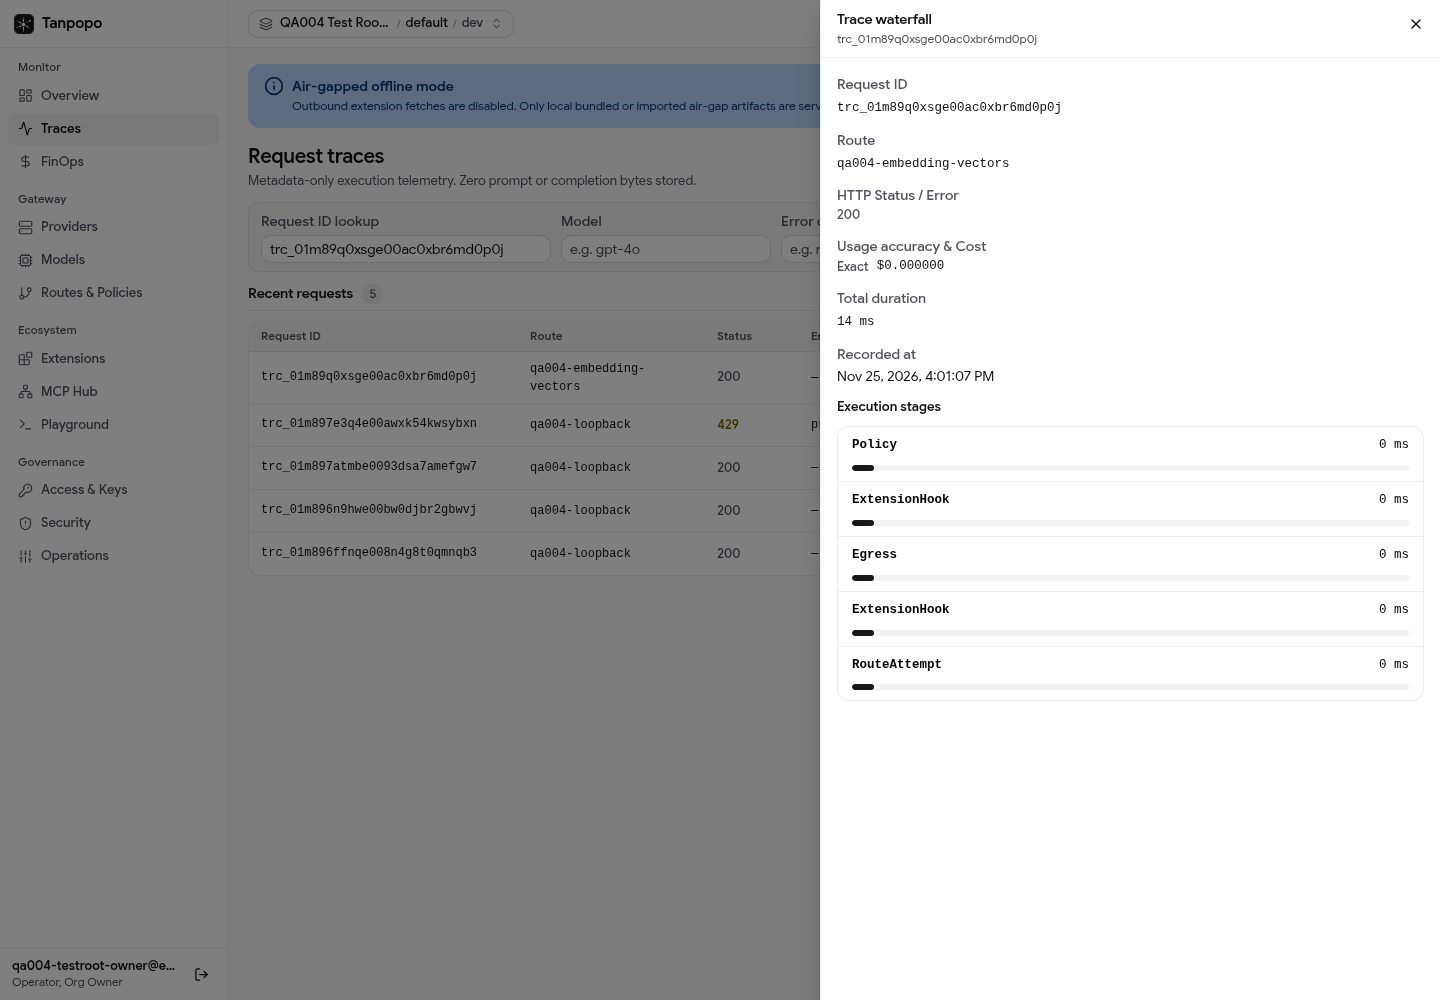 Tanpopo
Monitor
Overview
Traces
FinOps
Gateway
Providers
Models
Routes & Policies
Ecosystem
Extensions
MCP Hub
Playground
Governance
Access & Keys
Security
Operations
qa004-testroot-owner@e...
Operator, Org Owner
QA004 Test Roo... / default / dev
Air-gapped offline mode
Outbound extension fetches are disabled. Only local bundled or imported air-gap artifacts are serv
Request traces
Metadata-only execution telemetry. Zero prompt or completion bytes stored.
Request ID lookup Model Error
trc_01m89q0xsge00ac0xbr6md0p0j e.g. gpt-4o e.g.
Recent requests 5
Request ID Route Status
trc_01m89q0xsge00ac0xbr6md0p0j qa004-embedding- 200 —
vectors
trc_01m897e3q4e00awxk54kwsybxn qa004-loopback 429
trc_01m897atmbe0093dsa7amefgw7 qa004-loopback 200 —
trc_01m896n9hwe00bw0djbr2gbwvj qa004-loopback 200 —
trc_01m896ffnqe008n4g8t0qmnqb3 qa004-loopback 200 —
Trace waterfall
trc_01m89q0xsge00ac0xbr6md0p0j
Request ID
trc_01m89q0xsge00ac0xbr6md0p0j
Route
qa004-embedding-vectors
HTTP Status / Error
200
Usage accuracy & Cost
Exact $0.000000
Total duration
14 ms
Recorded at
Nov 25, 2026, 4:01:07 PM
Execution stages
Policy 0 ms
ExtensionHook 0 ms
Egress 0 ms
ExtensionHook 0 ms
RouteAttempt 0 ms